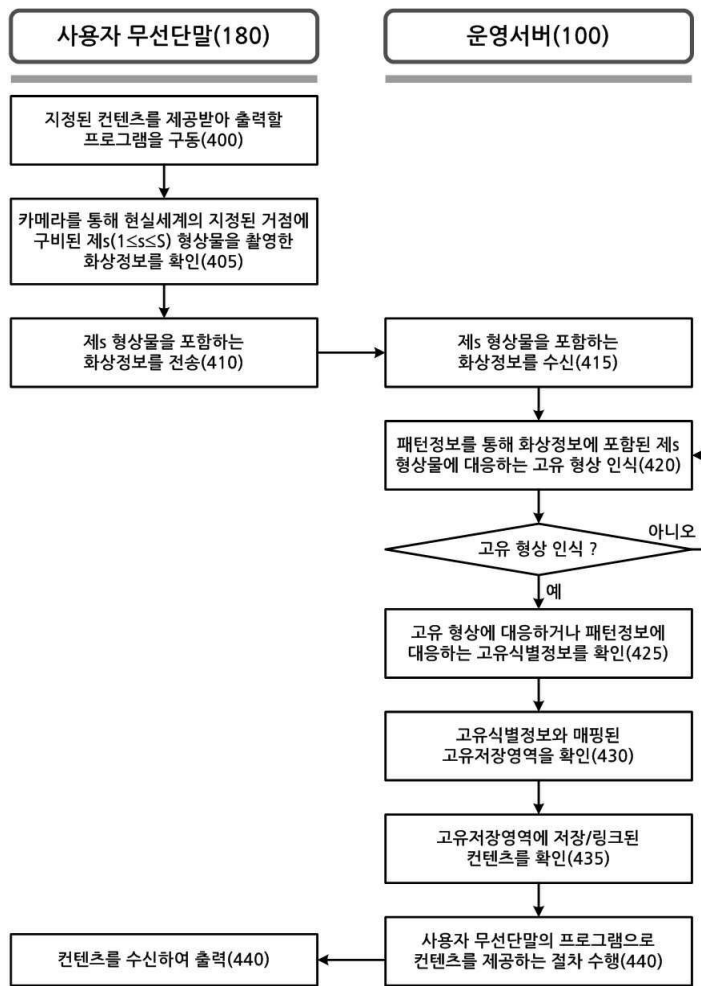 사용자 무선단말(180)
운영서버(100)
지정된 컨텐츠를 제공받아 출력할
프로그램을 구동(400)
카메라를 통해 현실세계의 지정된 거점에
구비된 제s(1≤s≤S) 형상물을 촬영한
화상정보를 확인(405)
제s 형상물을 포함하는
화상정보를 전송(410)
제s 형상물을 포함하는
화상정보를 수신(415)
패턴정보를 통해 화상정보에 포함된 제s
형상물에 대응하는 고유 형상 인식(420)
고유 형상 인식 ?
아니오
예
고유 형상에 대응하거나 패턴정보에
대응하는 고유식별정보를 확인(425)
고유식별정보와 매핑된
고유저장영역을 확인(430)
고유저장영역에 저장/링크된
컨텐츠를 확인(435)
사용자 무선단말의 프로그램으로
컨텐츠를 제공하는 절차 수행(440)
컨텐츠를 수신하여 출력(440)